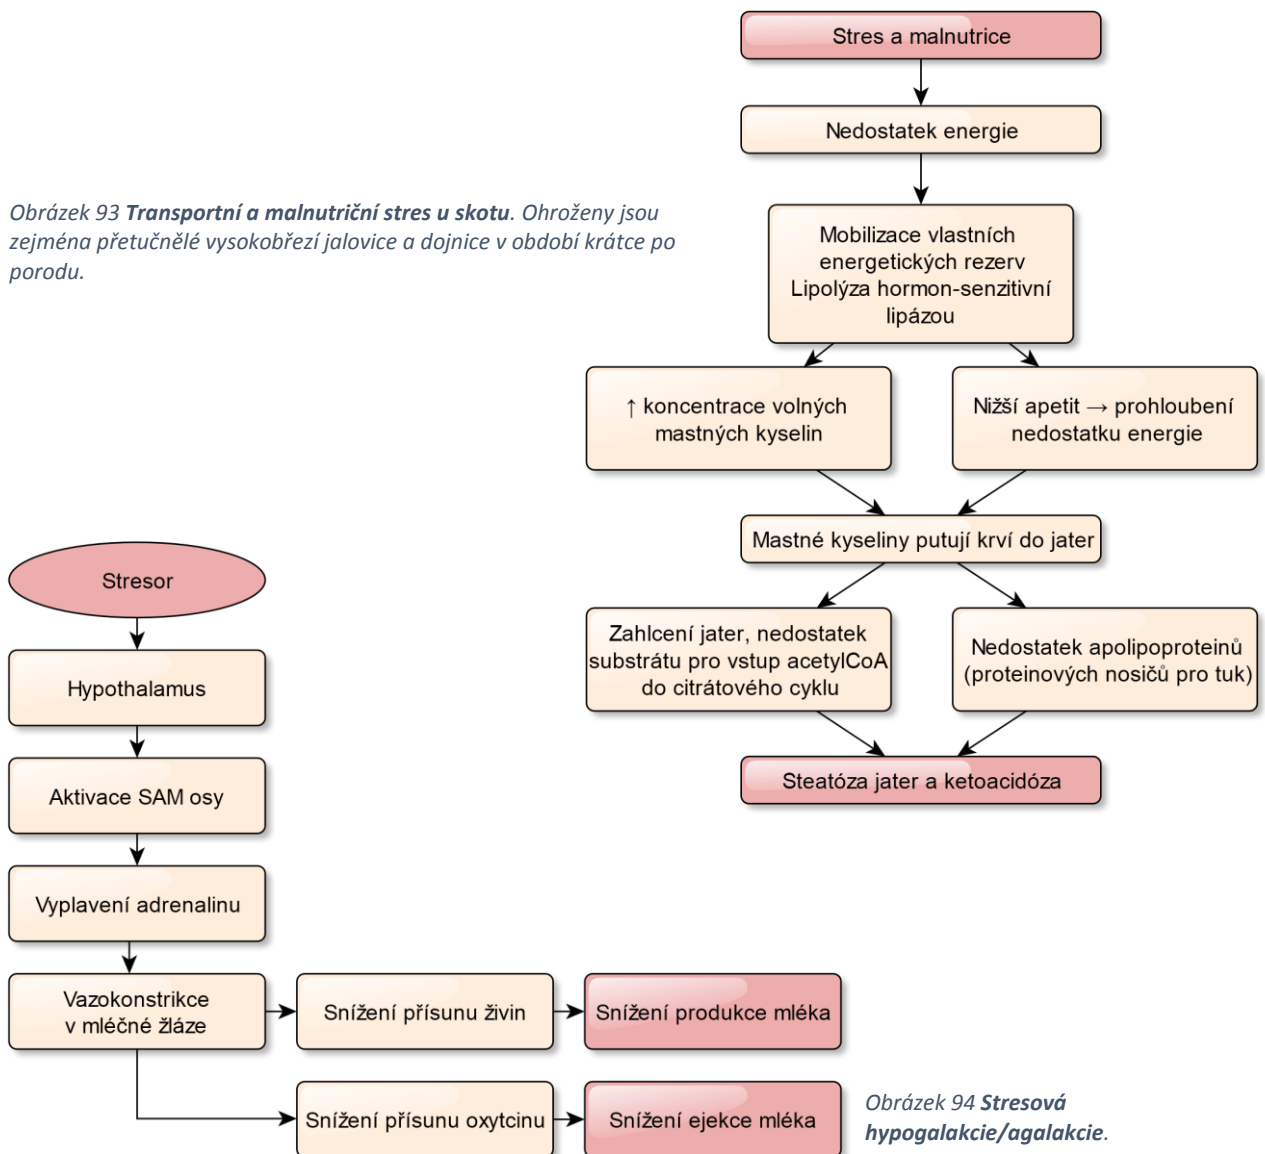 Stres a malnutrice
Nedostatek energie
Obrázek 93 Transportní a malnutriční stres u skotu. Ohroženy jsou
zejména přetučnělé vysokobřezí jalovice a dojnice v období krátce po
porodu.
Mobilizace vlastních
energetických rezerv
Lipolýza hormon-senzitivní
lipázou
↑ koncentrace volných
mastných kyselin
Nižší apetit → prohloubení
nedostatku energie
Mastné kyseliny putují krví do jater
Zahlcení jater, nedostatek
substrátu pro vstup acetylCoA
do citrátového cyklu
Nedostatek apolipoproteinů
(proteinových nosičů pro tuk)
Steatóza jater a ketoacidóza
Stresor
Hypothalamus
Aktivace SAM osy
Vyplavení adrenalinu
Vazokonstrikce
v mléčné žláze
Snížení přísunu živin
Snížení produkce mléka
Snížení přísunu oxytcinu
Snížení ejekce mléka
Obrázek 94 Stresová
hypogalakcie/agalakcie.